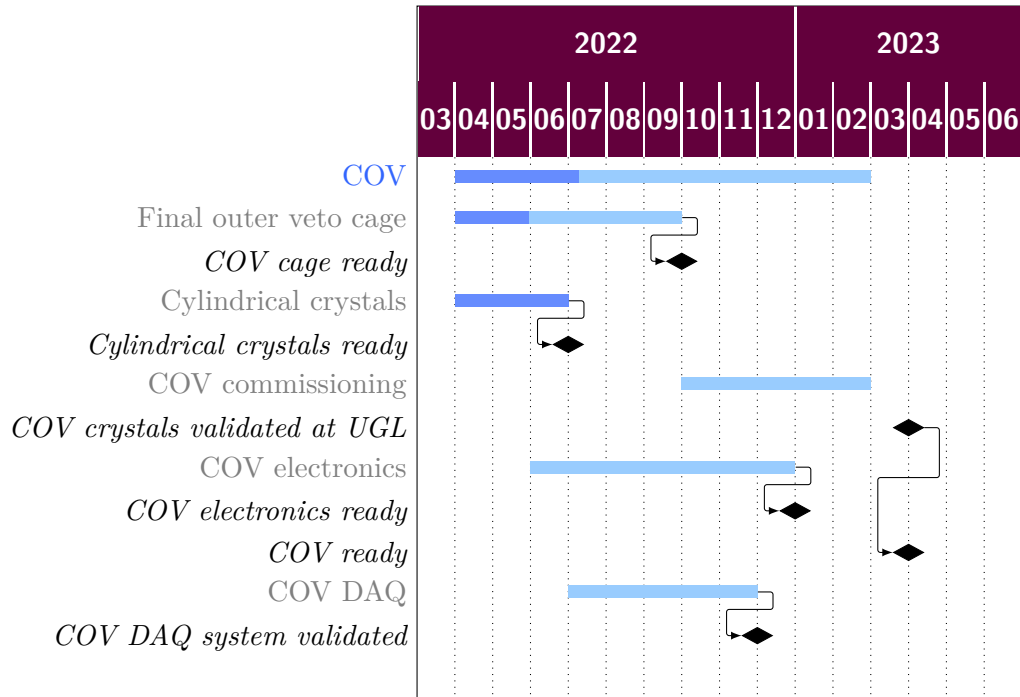 2022 2023
03 04 05 06 07 08 09 10 11 12 01 02 03 04 05 06
COV
Final outer veto cage
COV cage ready
Cylindrical crystals
Cylindrical crystals ready
COV commissioning
COV crystals validated at UGL
COV electronics
COV electronics ready
COV ready
COV DAQ
COV DAQ system validated